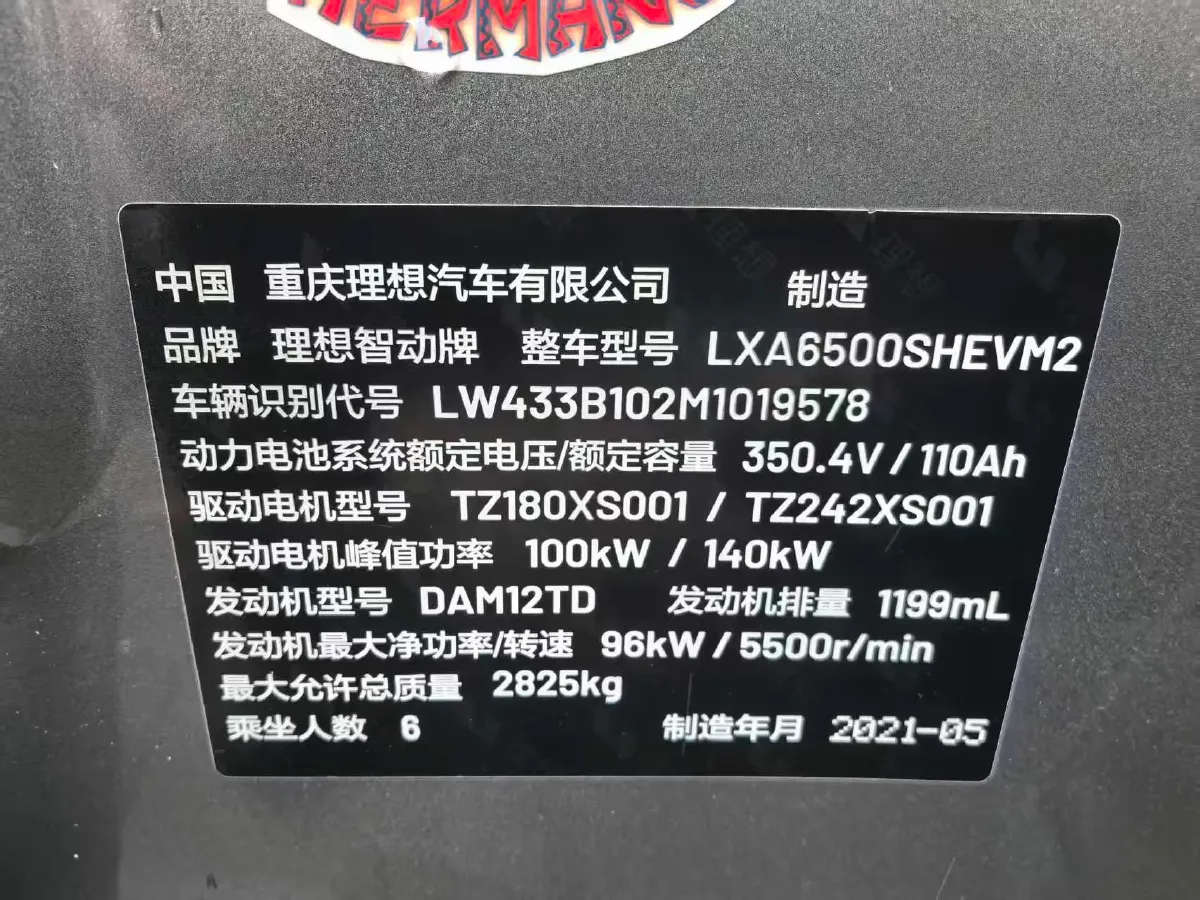 HERMANO
中国 重庆理想汽车有限公司 制造
品牌 理想智动牌 整车型号 LXA6500SHEVM2
车辆识别代号 LW433B102M1019578
动力电池系统额定电压/额定容量 350.4V / 110Ah
驱动电机型号 TZ180XS001 / TZ242XS001
驱动电机峰值功率 100kW / 140kW
发动机型号 DAM12TD 发动机排量 1199mL
发动机最大净功率/转速 96kW / 5500r/min
最大允许总质量 2825kg
乘坐人数 6 制造年月 2021-05